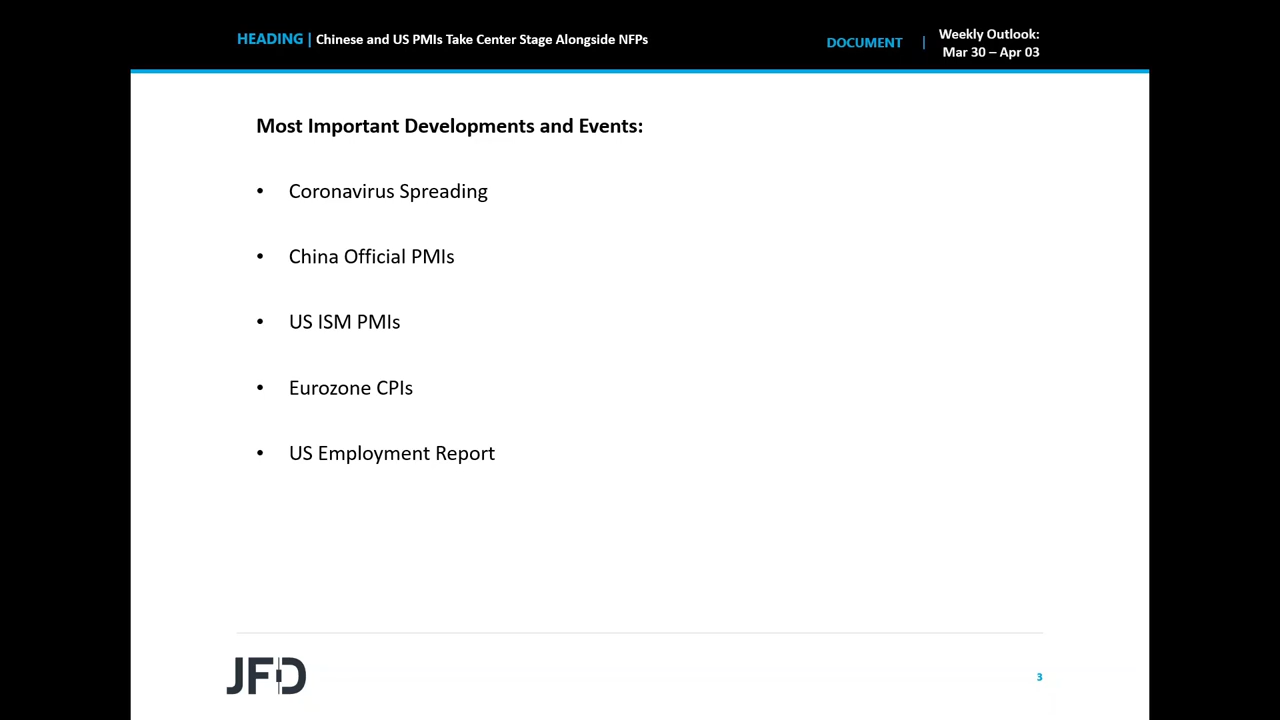 HEADING | Chinese and US PMIs Take Center Stage Alongside NFPs
DOCUMENT | Weekly Outlook:
Mar 30 – Apr 03
Most Important Developments and Events:
• Coronavirus Spreading
• China Official PMIs
• US ISM PMIs
• Eurozone CPIs
• US Employment Report
JFD
3